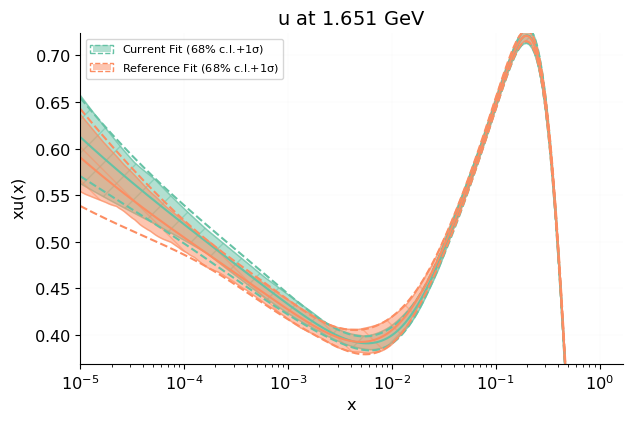 u at 1.651 GeV
Current Fit (68% c.l.+1σ)
Reference Fit (68% c.l.+1σ)
xu(x)
0.70
0.65
0.60
0.55
0.50
0.45
0.40
10⁻⁵ 10⁻⁴ 10⁻³ 10⁻² 10⁻¹ 10⁰
x